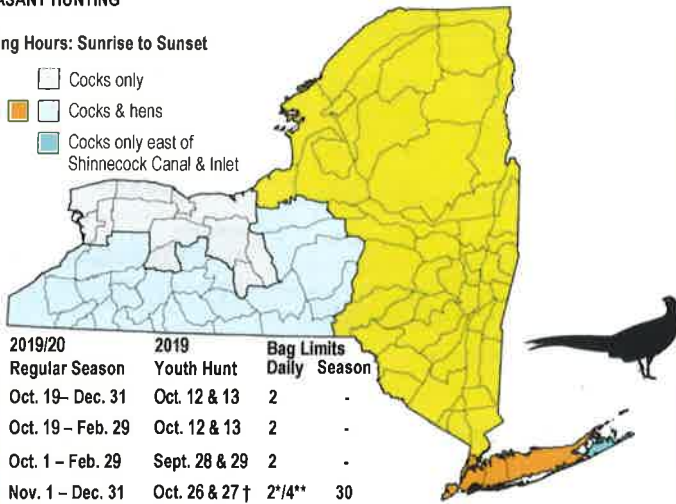 HUNTING
Hours: Sunrise to Sunset
Cocks only
Cocks & hens
Cocks only east of
Shinnecock Canal & Inlet
2019/20 2019 Bag Limits
Regular Season Youth Hunt Daily Season
Oct. 19– Dec. 31 Oct. 12 & 13 2 -
Oct. 19 – Feb. 29 Oct. 12 & 13 2 -
Oct. 1 – Feb. 29 Sept. 28 & 29 2 -
Nov. 1 – Dec. 31 Oct. 26 & 27 † 2*/4** 30